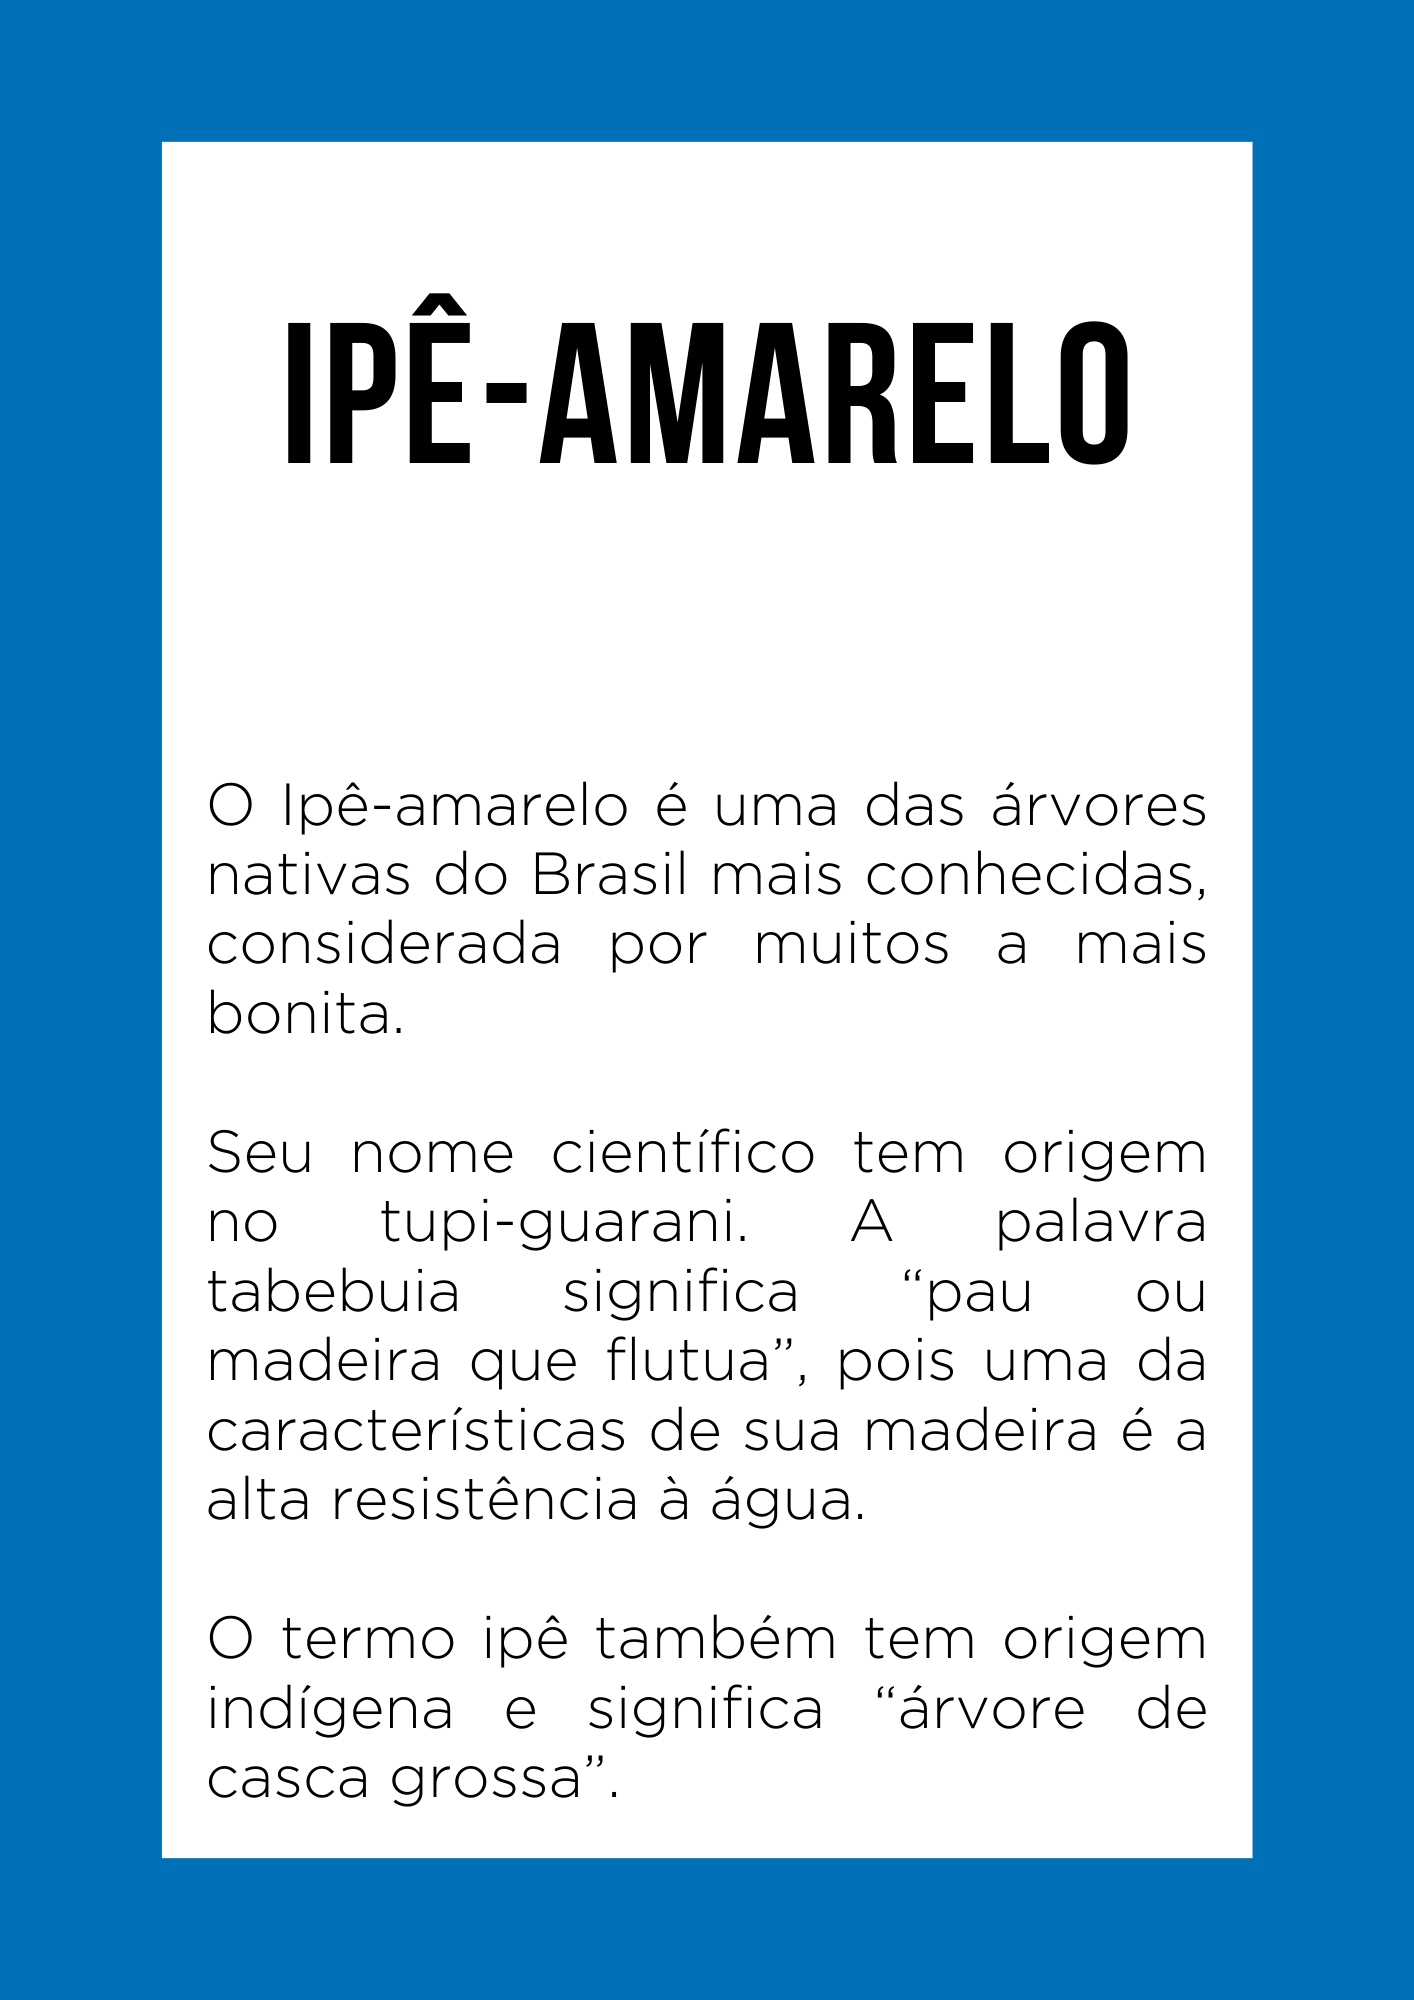 IPÊ-AMARELO
O Ipê-amarelo é uma das árvores
nativas do Brasil mais conhecidas,
considerada por muitos a mais
bonita.
Seu nome científico tem origem
no tupi-guarani. A palavra
tabebuia significa “pau ou
madeira que flutua”, pois uma da
características de sua madeira é a
alta resistência à água.
O termo ipê também tem origem
indígena e significa “árvore de
casca grossa”.